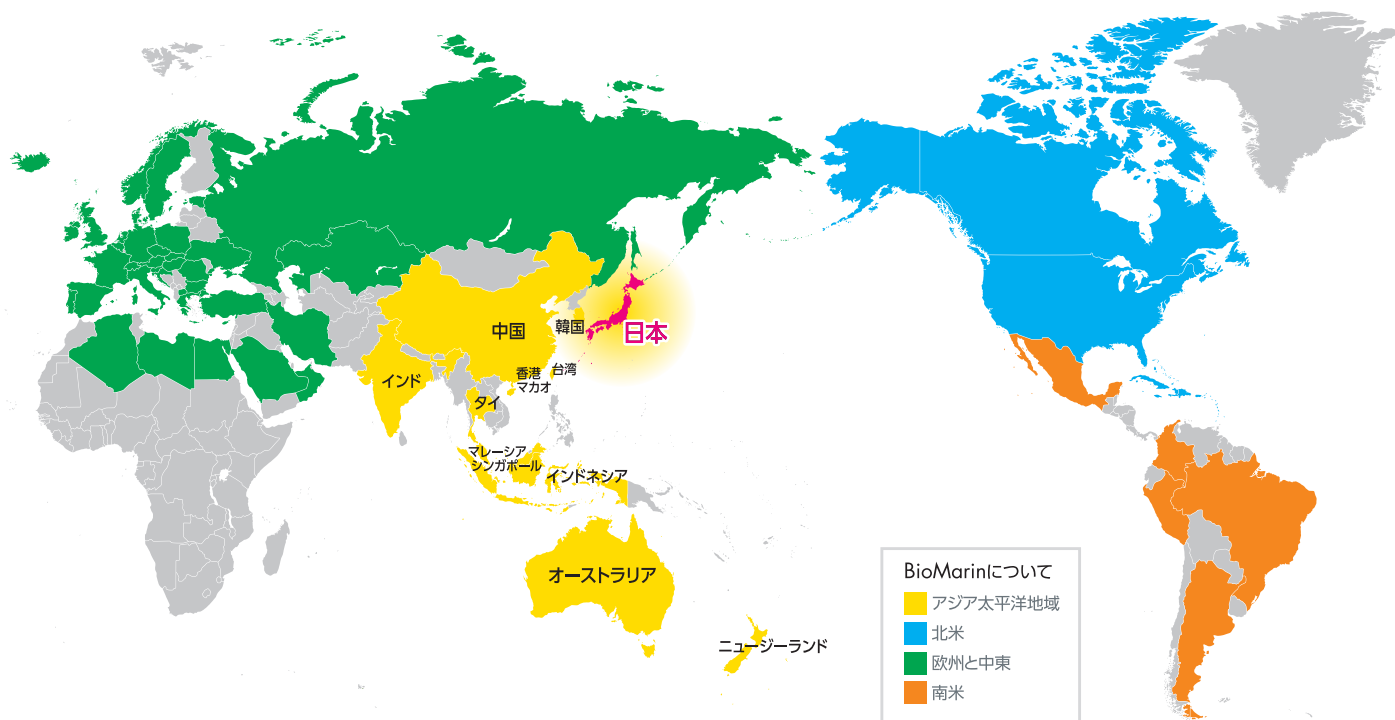 中国
韓国
日本
香港
マカオ
台湾
インド
タイ
マレーシア
シンガポール
インドネシア
オーストラリア
ニュージーランド
BioMarinについて
アジア太平洋地域
北米
欧州と中東
南米